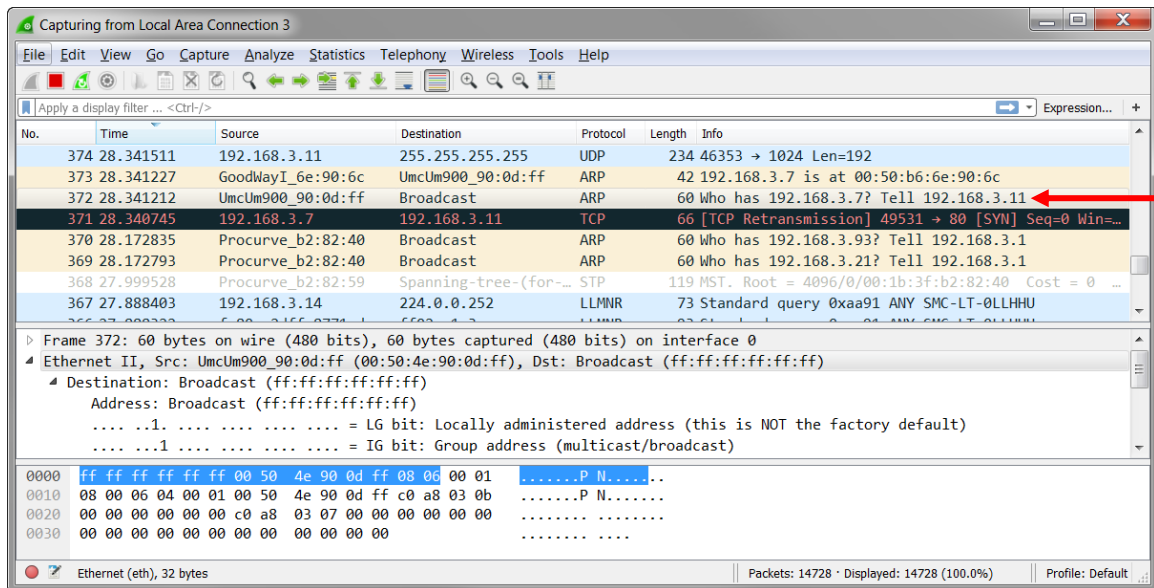 Capturing from Local Area Connection 3
File Edit View Go Capture Analyze Statistics Telephony Wireless Tools Help
Apply a display filter ... <Ctrl-/> Expression... +
No. Time Source Destination Protocol Length Info
374 28.341511 192.168.3.11 255.255.255.255 UDP 234 46353 → 1024 Len=192
373 28.341227 GoodWayI_6e:90:6c UmcUm900_90:0d:ff ARP 42 192.168.3.7 is at 00:50:b6:6e:90:6c
372 28.341212 UmcUm900_90:0d:ff Broadcast ARP 60 Who has 192.168.3.7? Tell 192.168.3.11
371 28.340745 192.168.3.7 192.168.3.11 TCP 66 [TCP Retransmission] 49531 → 80 [SYN] Seq=0 Win=…
370 28.172835 Procurve_b2:82:40 Broadcast ARP 60 Who has 192.168.3.93? Tell 192.168.3.1
369 28.172793 Procurve_b2:82:40 Broadcast ARP 60 Who has 192.168.3.21? Tell 192.168.3.1
368 27.999528 Procurve_b2:82:59 Spanning-tree-(for-… STP 119 MST. Root = 4096/0/00:1b:3f:b2:82:40 Cost = 0 …
367 27.888403 192.168.3.14 224.0.0.252 LLMNR 73 Standard query 0xaa91 ANY SMC-LT-0LLHHU
Frame 372: 60 bytes on wire (480 bits), 60 bytes captured (480 bits) on interface 0
Ethernet II, Src: UmcUm900_90:0d:ff (00:50:4e:90:0d:ff), Dst: Broadcast (ff:ff:ff:ff:ff:ff)
Destination: Broadcast (ff:ff:ff:ff:ff:ff)
Address: Broadcast (ff:ff:ff:ff:ff:ff)
.... ..1. .... .... .... .... = LG bit: Locally administered address (this is NOT the factory default)
.... ...1 .... .... .... .... = IG bit: Group address (multicast/broadcast)
0000 ff ff ff ff ff ff 00 50 4e 90 0d ff 08 06 00 01 .......P N.......
0010 08 00 06 04 00 01 00 50 4e 90 0d ff c0 a8 03 0b .......P N.......
0020 00 00 00 00 00 00 c0 a8 03 07 00 00 00 00 00 00 ........ ........
0030 00 00 00 00 00 00 00 00 00 00 00 00 ........ ....
Ethernet (eth), 32 bytes Packets: 14728 · Displayed: 14728 (100.0%) Profile: Default